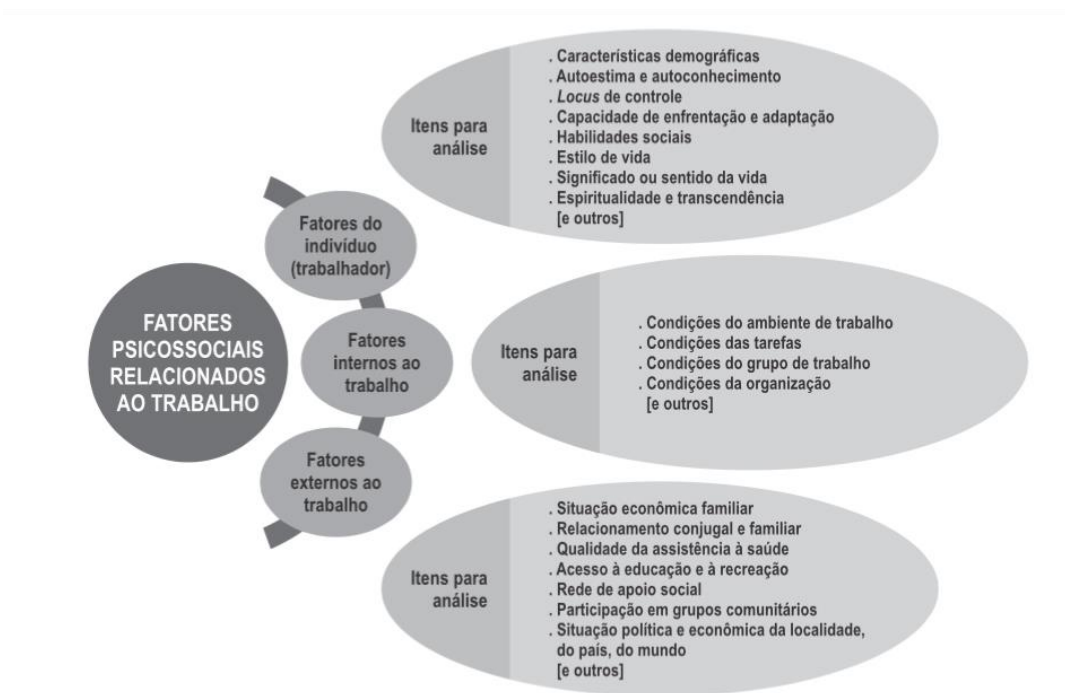 FATORES
PSICOSSOCIAIS
RELACIONADOS
AO TRABALHO
Fatores do
indivíduo
(trabalhador)
Itens para
análise
. Características demográficas
. Autoestima e autoconhecimento
. Locus de controle
. Capacidade de enfrentação e adaptação
. Habilidades sociais
. Estilo de vida
. Significado ou sentido da vida
. Espiritualidade e transcendência
[e outros]
Fatores
internos ao
trabalho
Itens para
análise
. Condições do ambiente de trabalho
. Condições das tarefas
. Condições do grupo de trabalho
. Condições da organização
[e outros]
Fatores
externos ao
trabalho
Itens para
análise
. Situação econômica familiar
. Relacionamento conjugal e familiar
. Qualidade da assistência à saúde
. Acesso à educação e à recreação
. Rede de apoio social
. Participação em grupos comunitários
. Situação política e econômica da localidade,
do país, do mundo
[e outros]